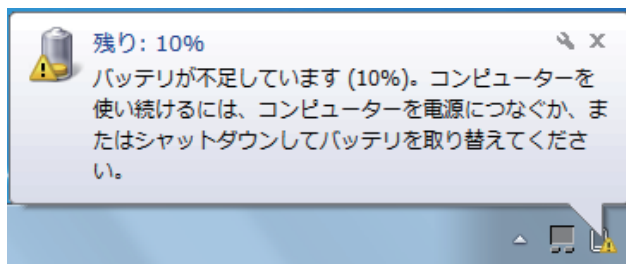 残り: 10%
バッテリが不足しています (10%)。コンピューターを
使い続けるには、コンピューターを電源につなぐか、ま
たはシャットダウンしてバッテリを取り替えてくださ
い。